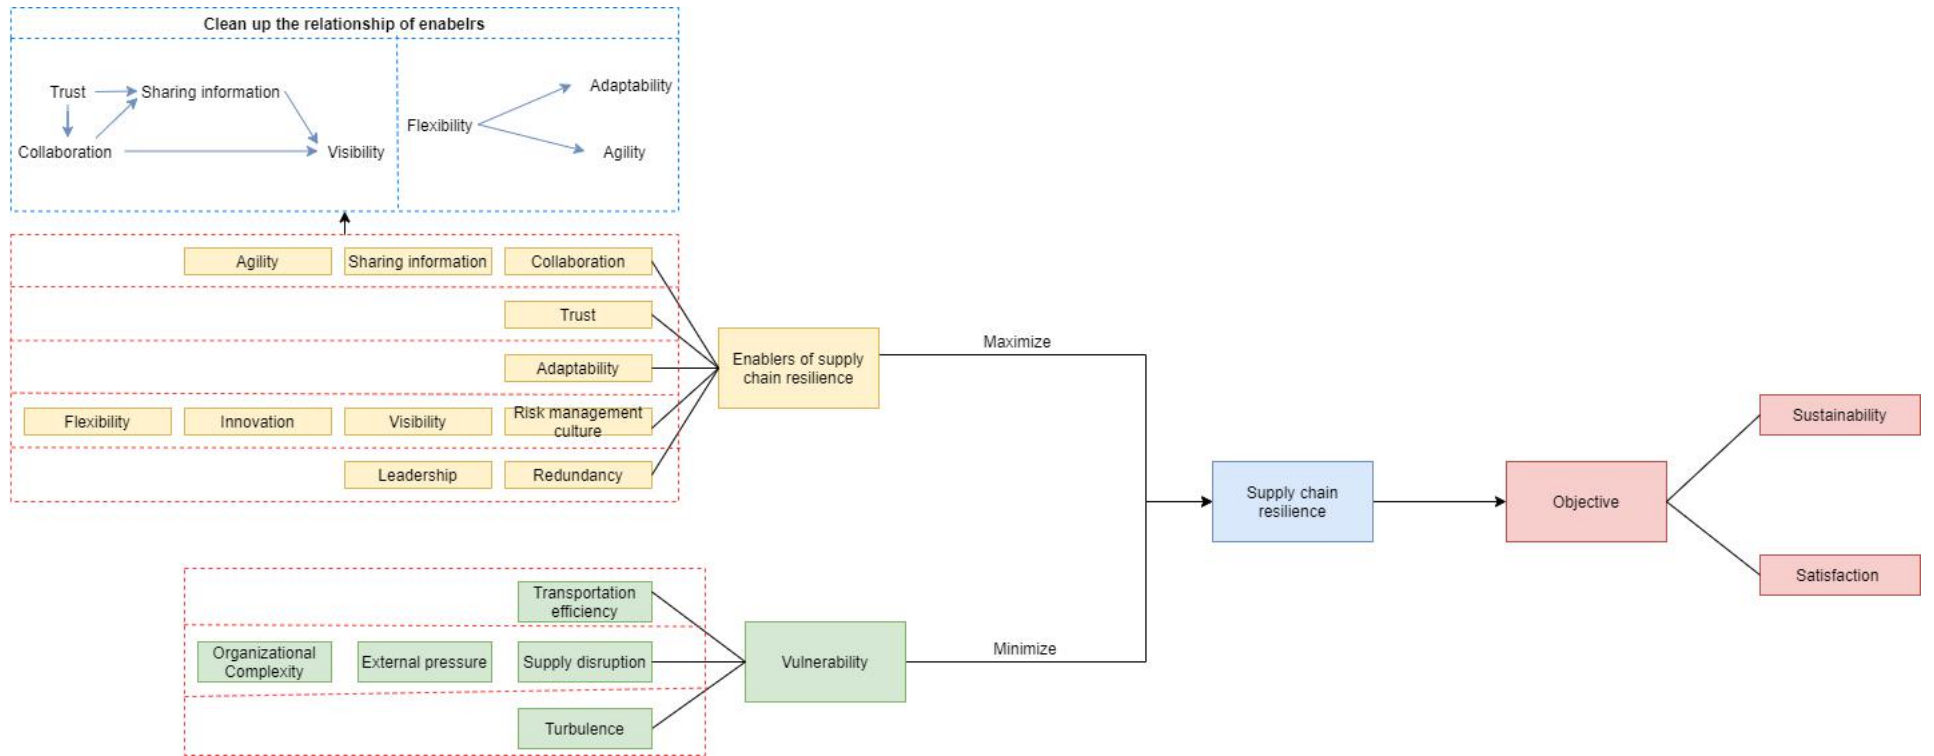 Clean up the relationship of enabelrs
Trust
Sharing information
Collaboration
Visibility
Flexibility
Adaptability
Agility
Agility
Sharing information
Collaboration
Trust
Adaptability
Flexibility
Innovation
Visibility
Risk management
culture
Leadership
Redundancy
Enablers of supply
chain resilience
Maximize
Transportation
efficiency
Organizational
Complexity
External pressure
Supply disruption
Turbulence
Vulnerability
Minimize
Supply chain
resilience
Objective
Sustainability
Satisfaction